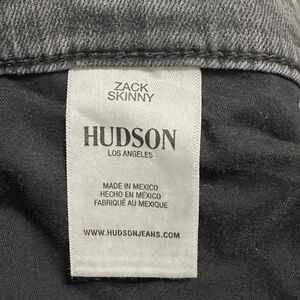 ZACK
SKINNY
HUDSON
LOS ANGELES
MADE IN MEXICO
HECHO EN MÉXICO
FABRIQUÉ AU MEXIQUE
WWW.HUDSONJEANS.COM